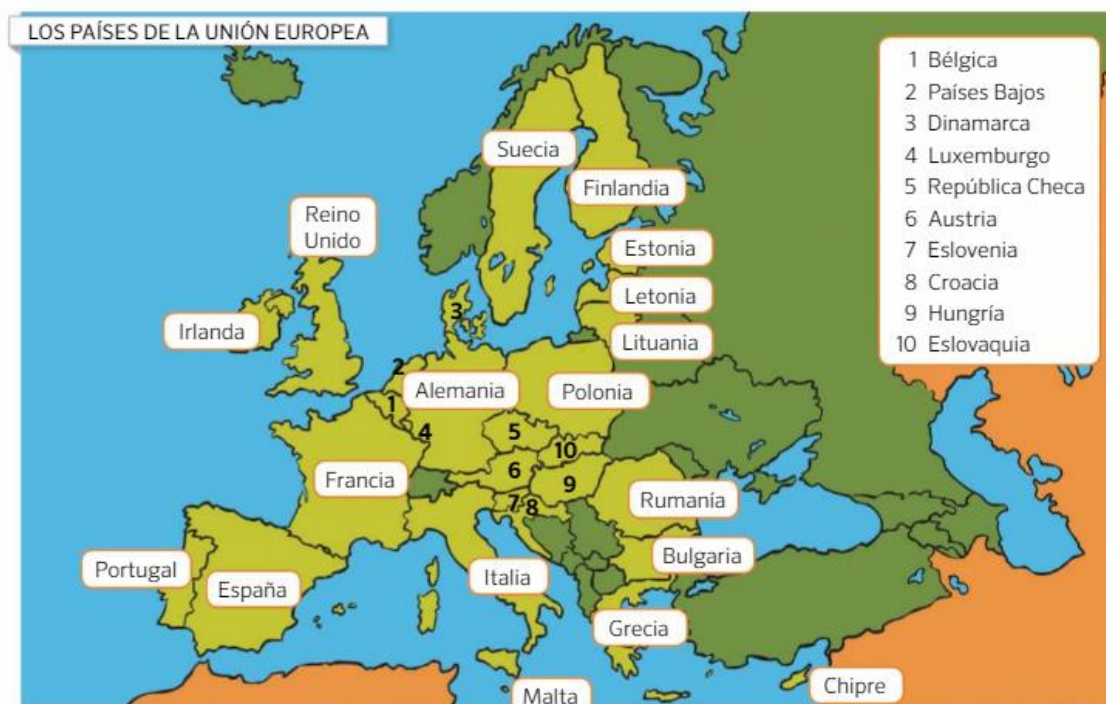 LOS PAÍSES DE LA UNIÓN EUROPEA
1 Bélgica
2 Países Bajos
3 Dinamarca
4 Luxemburgo
5 República Checa
6 Austria
7 Eslovenia
8 Croacia
9 Hungría
10 Eslovaquia
Suecia
Finlandia
Reino
Unido
Estonia
Letonia
Irlanda
3
Lituania
2
Alemania
Polonia
1
4
5
10
6
Francia
9
Rumanía
7
8
Bulgaria
Portugal
España
Italia
Grecia
Malta
Chipre